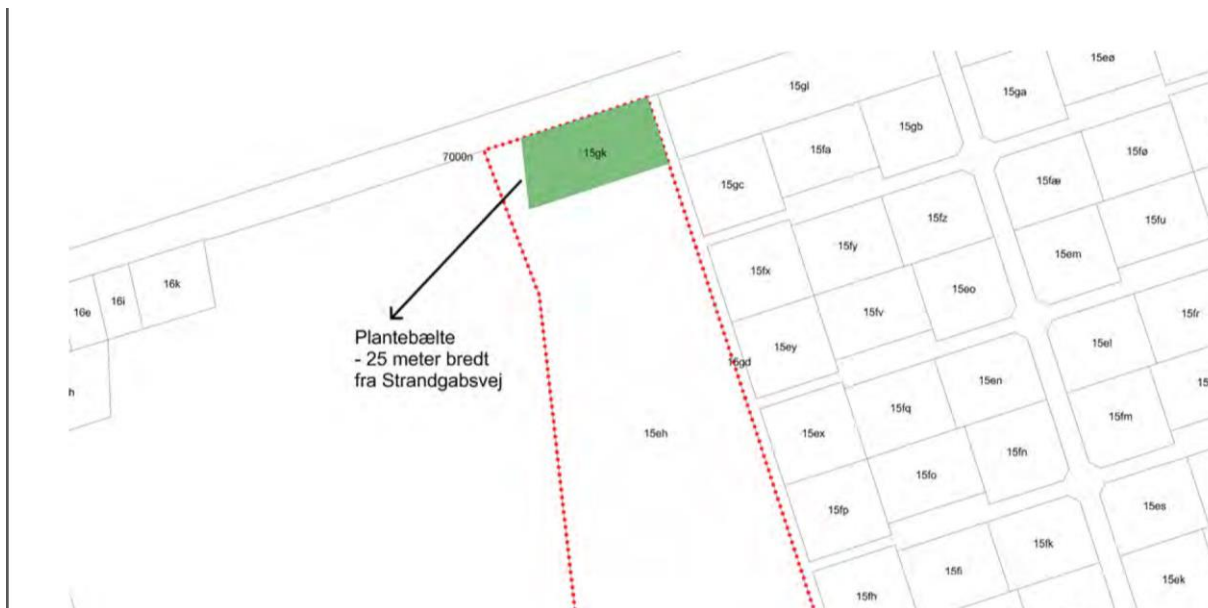 15eø
15gl
15ga
15gb
15fa
15fø
7000n
15gk
15gc
15fæ
15fz
15fu
15fy
15em
15fx
16k
16i
16e
15eo
15fv
15fr
Plantebælte
- 25 meter bredt
fra Strandgabsvej
15ey
15el
15gd
15en
h
15fq
15fm
15eh
15ex
15fn
15fo
15es
15fp
15fk
15fi
15ek
15fh